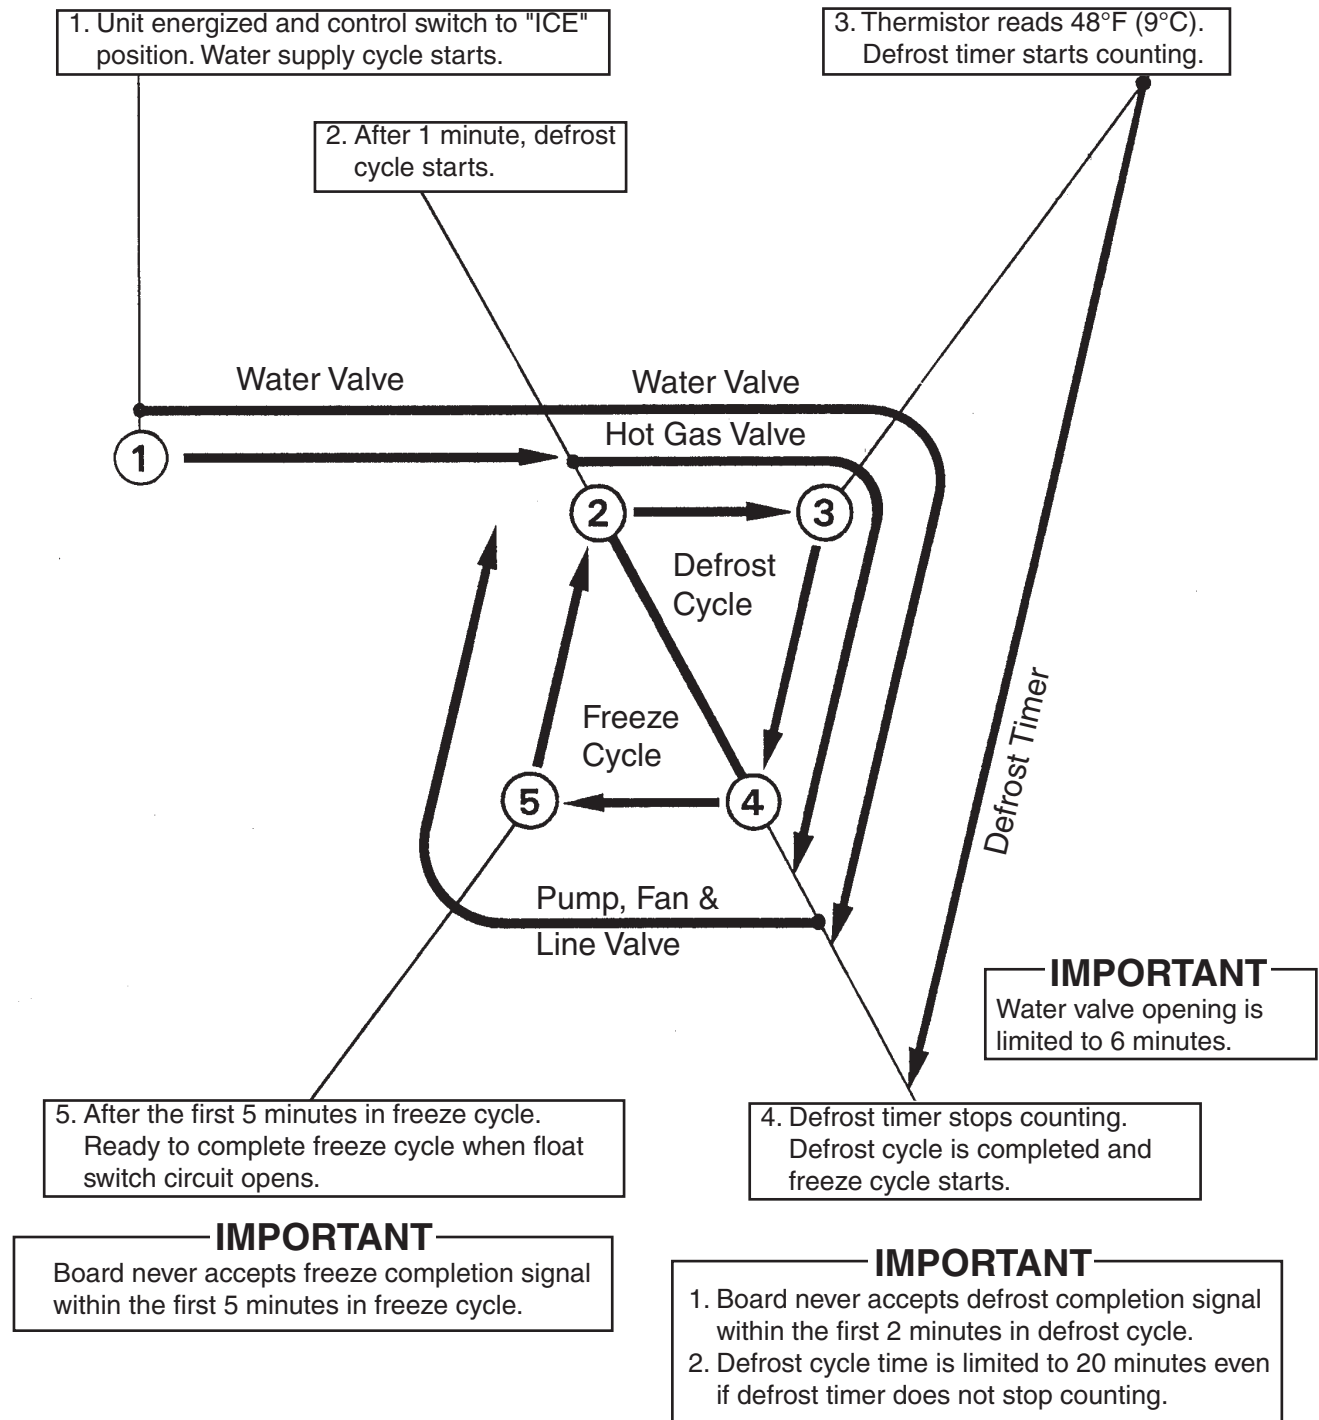 1. Unit energized and control switch to "ICE"
position. Water supply cycle starts.
3. Thermistor reads 48°F (9°C).
Defrost timer starts counting.
2. After 1 minute, defrost
cycle starts.
Water Valve
Water Valve
Hot Gas Valve
1
2
3
Defrost
Cycle
Freeze
Cycle
Defrost Timer
5
4
Pump, Fan &
Line Valve
IMPORTANT
Water valve opening is
limited to 6 minutes.
5. After the first 5 minutes in freeze cycle.
Ready to complete freeze cycle when float
switch circuit opens.
4. Defrost timer stops counting.
Defrost cycle is completed and
freeze cycle starts.
IMPORTANT
Board never accepts freeze completion signal
within the first 5 minutes in freeze cycle.
IMPORTANT
1. Board never accepts defrost completion signal
within the first 2 minutes in defrost cycle.
2. Defrost cycle time is limited to 20 minutes even
if defrost timer does not stop counting.